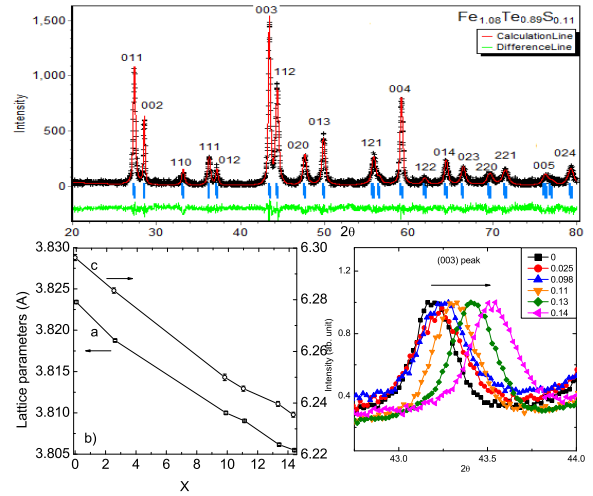 Fe1.08Te0.89S0.11
CalculationLine
DifferenceLine
Intensity
1,500
1,000
500
0
011
002
110
111
012
003
112
020
013
121
004
122
014
023
220
221
005
024
20 30 40 50 2θ 60 70 80
Lattice parameters (A)
3.830
3.825
3.820
3.815
3.810
3.805
c
a
b)
6.30
6.28
6.26
6.24
6.22
0 2 4 6 8 10 12 14
X
(003) peak
Intensity (ab. unit)
1.0
0.8
0.6
0.4
0
0.025
0.098
0.11
0.13
0.14
43.0 43.5 44.0
2θ